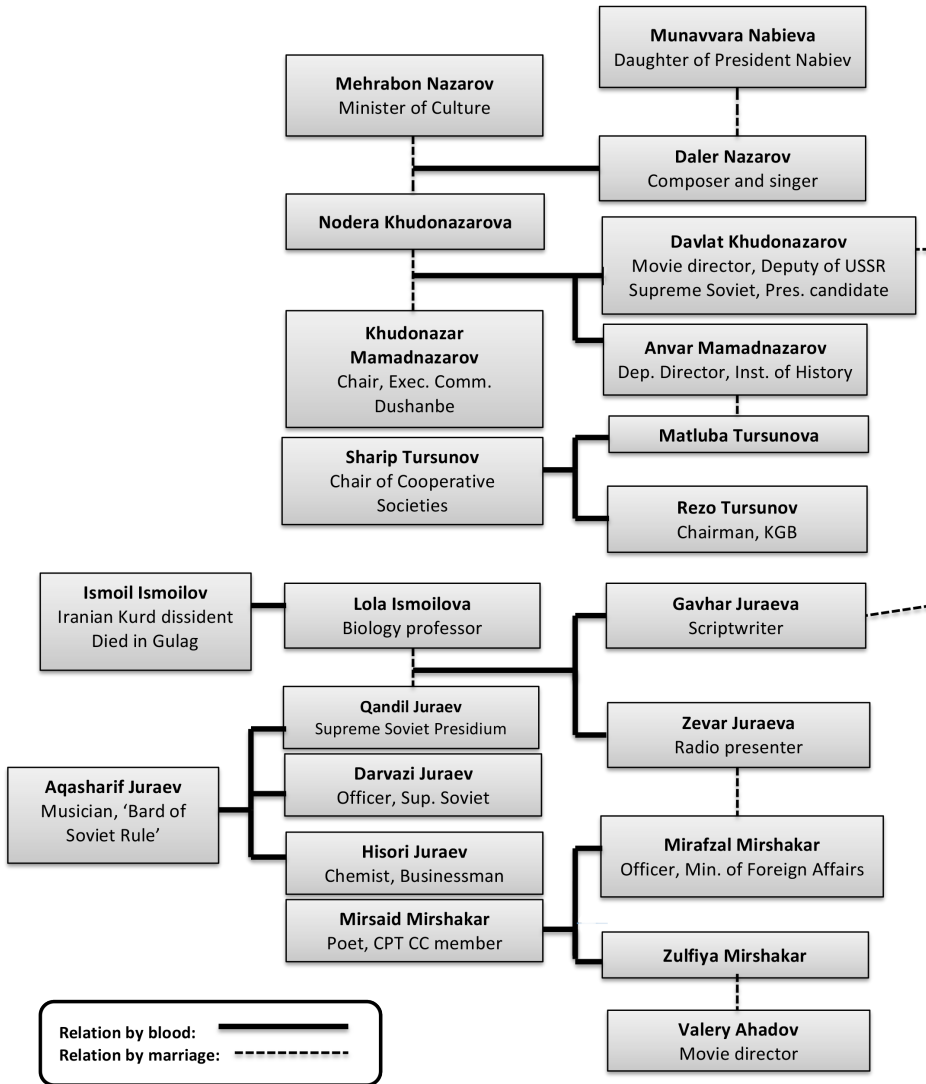 Munavvara Nabieva
Daughter of President Nabiev
Mehrabon Nazarov
Minister of Culture
Daler Nazarov
Composer and singer
Nodera Khudonazarova
Davlat Khudonazarov
Movie director, Deputy of USSR
Supreme Soviet, Pres. candidate
Khudonazar
Mamadnazarov
Chair, Exec. Comm.
Dushanbe
Anvar Mamadnazarov
Dep. Director, Inst. of History
Matluba Tursunova
Sharip Tursunov
Chair of Cooperative
Societies
Rezo Tursunov
Chairman, KGB
Ismoil Ismoilov
Iranian Kurd dissident
Died in Gulag
Lola Ismoilova
Biology professor
Gavhar Juraeva
Scriptwriter
Qandil Juraev
Supreme Soviet Presidium
Zevar Juraeva
Radio presenter
Aqasharif Juraev
Musician, ‘Bard of
Soviet Rule’
Darvazi Juraev
Officer, Sup. Soviet
Hisori Juraev
Chemist, Businessman
Mirafzal Mirshakar
Officer, Min. of Foreign Affairs
Mirsaid Mirshakar
Poet, CPT CC member
Zulfiya Mirshakar
Valery Ahadov
Movie director
Relation by blood:
Relation by marriage: